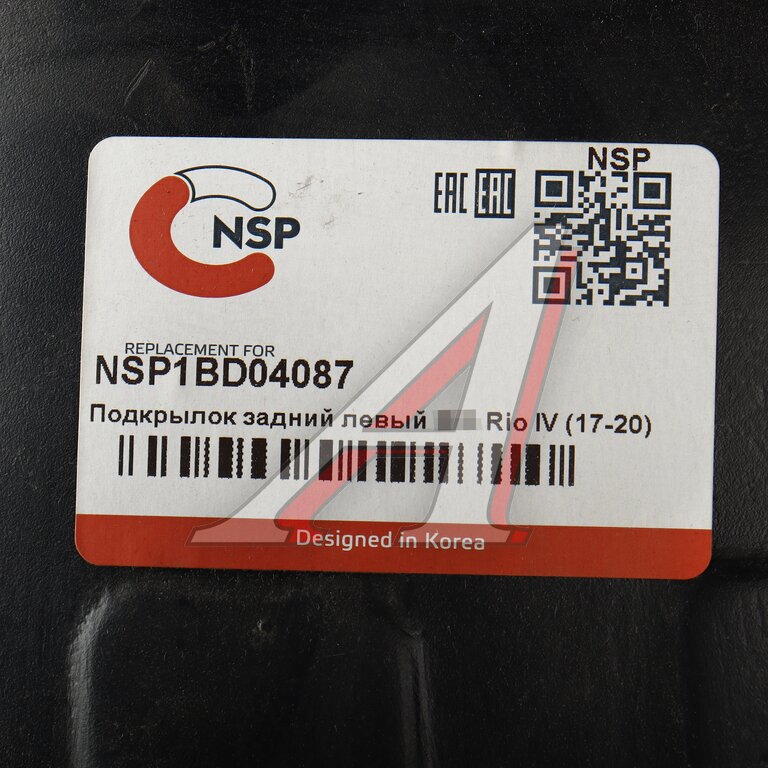 NSP
EAC EAC
NSP
REPLACEMENT FOR
NSP1BD04087
Подкрылок задний левый Rio IV (17-20)
Designed in Korea